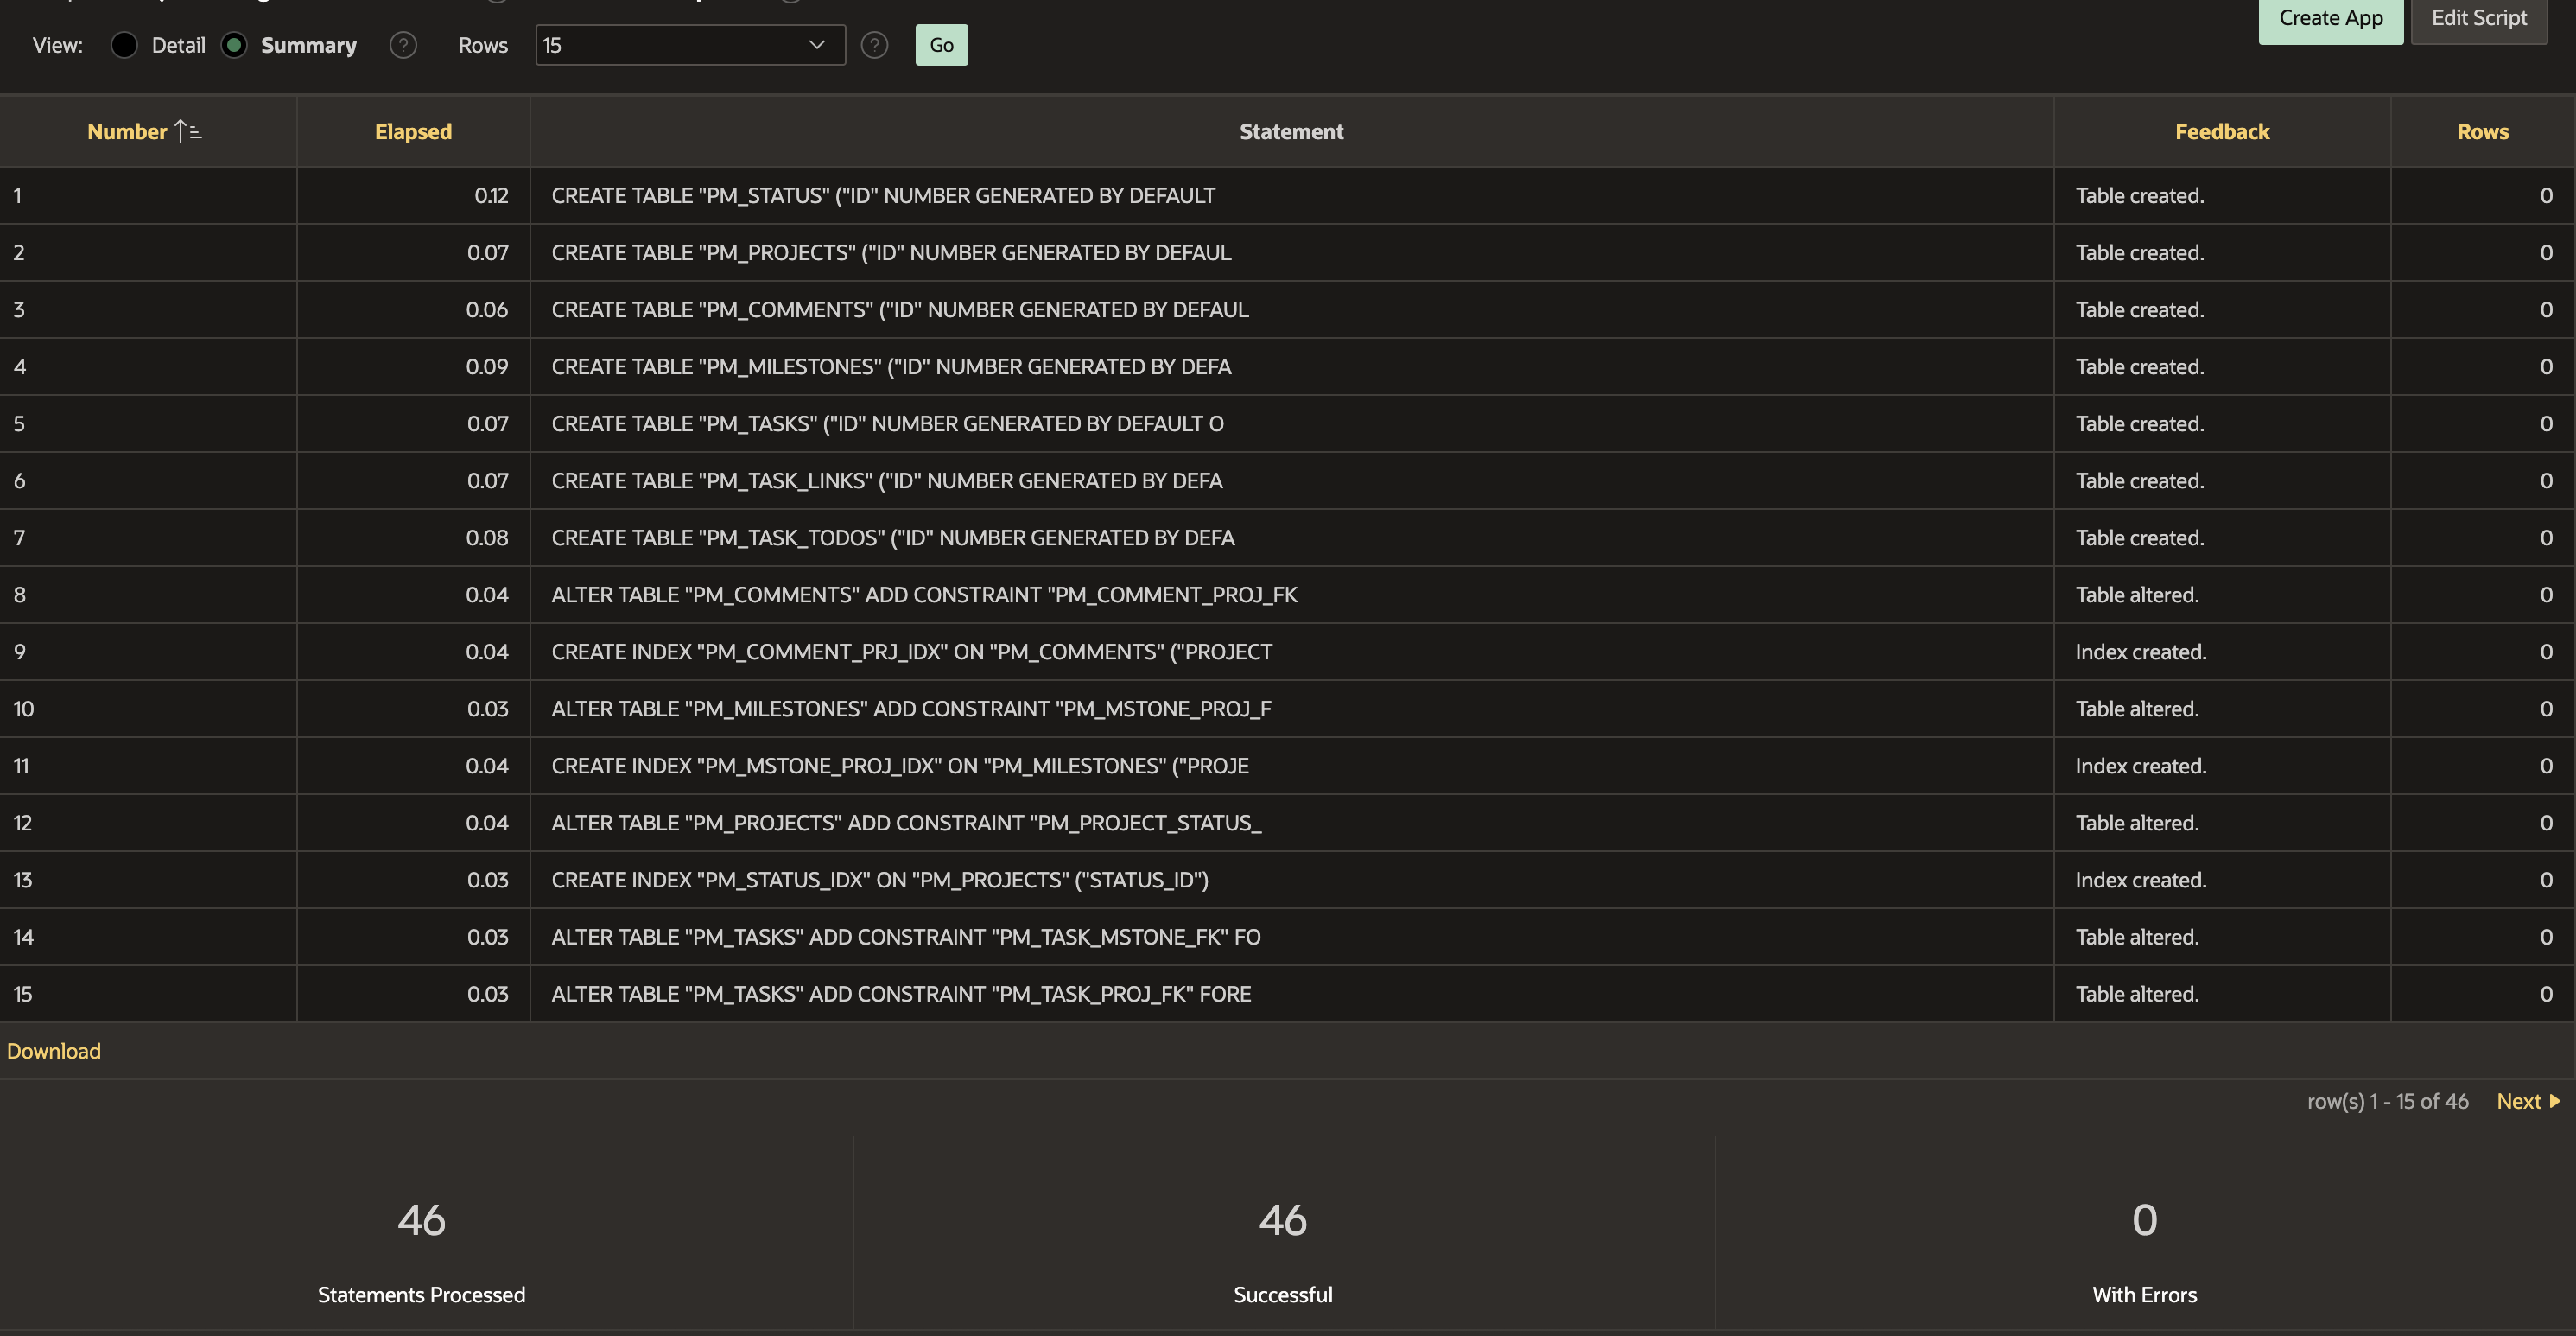 Create App Edit Script
View: Detail Summary ? Rows 15 ? Go
Number Elapsed Statement Feedback Rows
1 0.12 CREATE TABLE "PM_STATUS" ("ID" NUMBER GENERATED BY DEFAULT Table created. 0
2 0.07 CREATE TABLE "PM_PROJECTS" ("ID" NUMBER GENERATED BY DEFAUL Table created. 0
3 0.06 CREATE TABLE "PM_COMMENTS" ("ID" NUMBER GENERATED BY DEFAUL Table created. 0
4 0.09 CREATE TABLE "PM_MILESTONES" ("ID" NUMBER GENERATED BY DEFA Table created. 0
5 0.07 CREATE TABLE "PM_TASKS" ("ID" NUMBER GENERATED BY DEFAULT O Table created. 0
6 0.07 CREATE TABLE "PM_TASK_LINKS" ("ID" NUMBER GENERATED BY DEFA Table created. 0
7 0.08 CREATE TABLE "PM_TASK_TODOS" ("ID" NUMBER GENERATED BY DEFA Table created. 0
8 0.04 ALTER TABLE "PM_COMMENTS" ADD CONSTRAINT "PM_COMMENT_PROJ_FK Table altered. 0
9 0.04 CREATE INDEX "PM_COMMENT_PRJ_IDX" ON "PM_COMMENTS" ("PROJECT Index created. 0
10 0.03 ALTER TABLE "PM_MILESTONES" ADD CONSTRAINT "PM_MSTONE_PROJ_F Table altered. 0
11 0.04 CREATE INDEX "PM_MSTONE_PROJ_IDX" ON "PM_MILESTONES" ("PROJE Index created. 0
12 0.04 ALTER TABLE "PM_PROJECTS" ADD CONSTRAINT "PM_PROJECT_STATUS_ Table altered. 0
13 0.03 CREATE INDEX "PM_STATUS_IDX" ON "PM_PROJECTS" ("STATUS_ID") Index created. 0
14 0.03 ALTER TABLE "PM_TASKS" ADD CONSTRAINT "PM_TASK_MSTONE_FK" FO Table altered. 0
15 0.03 ALTER TABLE "PM_TASKS" ADD CONSTRAINT "PM_TASK_PROJ_FK" FORE Table altered. 0
Download
row(s) 1 - 15 of 46 Next
46 46 0
Statements Processed Successful With Errors